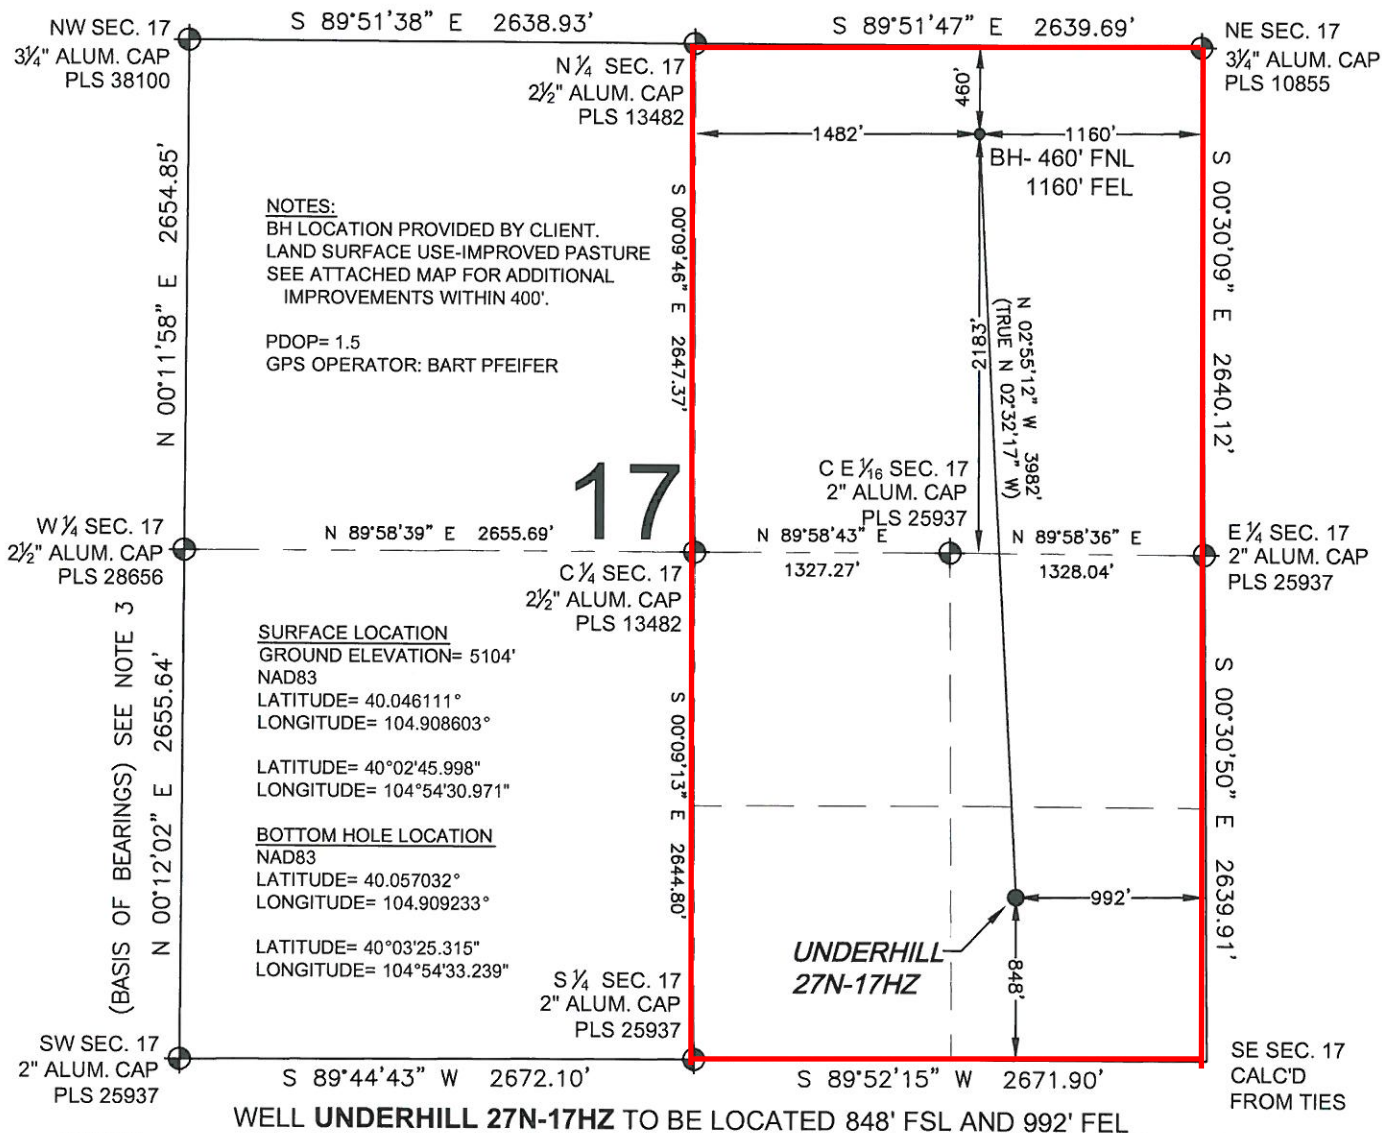 S 89°51'38" E 2638.93'
S 89°51'47" E 2639.69'
NW SEC. 17
3¼" ALUM. CAP
PLS 38100
N ¼ SEC. 17
2½" ALUM. CAP
PLS 13482
NE SEC. 17
3¼" ALUM. CAP
PLS 10855
460'
1482'
1160'
BH- 460' FNL
1160' FEL
N 00°11'58" E 2654.85'
S 00°09'46" E 2647.37'
S 00°30'09" E 2640.12'
NOTES:
BH LOCATION PROVIDED BY CLIENT.
LAND SURFACE USE-IMPROVED PASTURE
SEE ATTACHED MAP FOR ADDITIONAL
IMPROVEMENTS WITHIN 400'.
PDOP= 1.5
GPS OPERATOR: BART PFEIFER
2183'
N 02°55'12" W 3982'
(TRUE N 02°32'17" W)
17
C E 1⁄16 SEC. 17
2" ALUM. CAP
PLS 25937
W ¼ SEC. 17
2½" ALUM. CAP
PLS 28656
N 89°58'39" E 2655.69'
C ¼ SEC. 17
2½" ALUM. CAP
PLS 13482
N 89°58'43" E
1327.27'
N 89°58'36" E
1328.04'
E ¼ SEC. 17
2" ALUM. CAP
PLS 25937
(BASIS OF BEARINGS) SEE NOTE 3
N 00°12'02" E 2655.64'
SURFACE LOCATION
GROUND ELEVATION= 5104'
NAD83
LATITUDE= 40.046111°
LONGITUDE= 104.908603°
LATITUDE= 40°02'45.998"
LONGITUDE= 104°54'30.971"
BOTTOM HOLE LOCATION
NAD83
LATITUDE= 40.057032°
LONGITUDE= 104.909233°
LATITUDE= 40°03'25.315"
LONGITUDE= 104°54'33.239"
S 00°09'13" E 2644.80'
S 00°30'50" E 2639.91'
992'
848'
UNDERHILL
27N-17HZ
S ¼ SEC. 17
2" ALUM. CAP
PLS 25937
SW SEC. 17
2" ALUM. CAP
PLS 25937
S 89°44'43" W 2672.10'
S 89°52'15" W 2671.90'
SE SEC. 17
CALC'D
FROM TIES
WELL UNDERHILL 27N-17HZ TO BE LOCATED 848' FSL AND 992' FEL